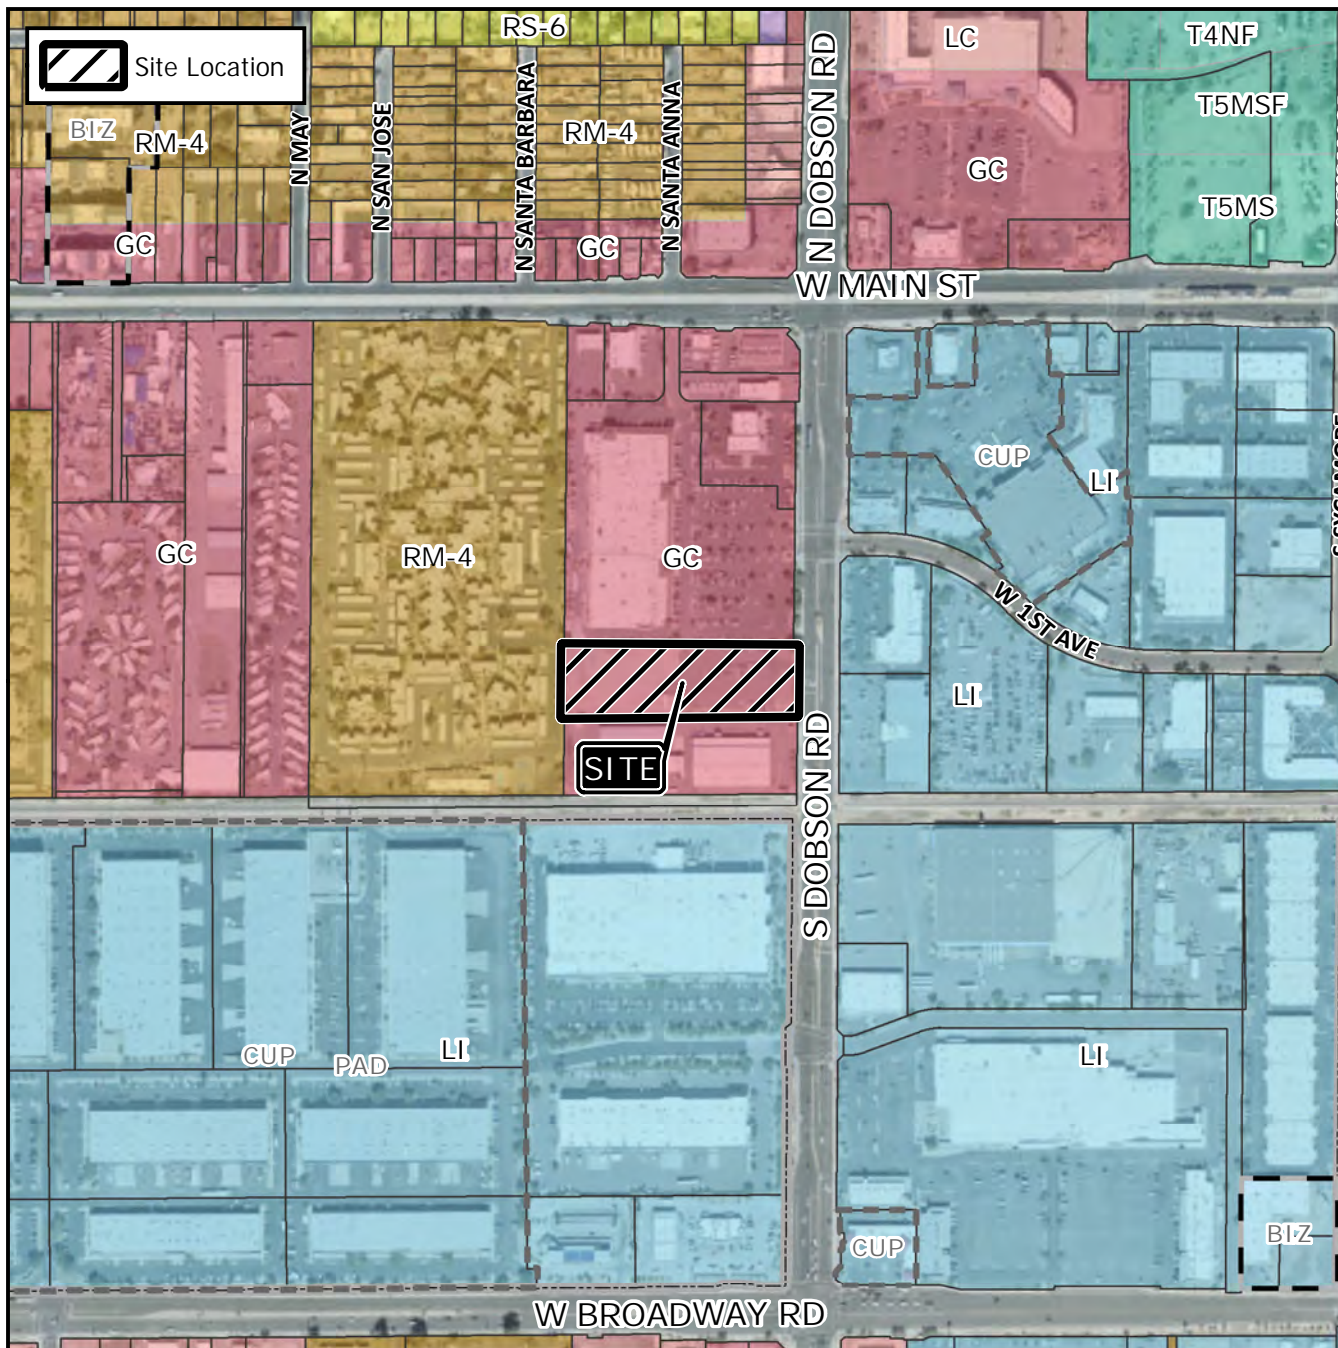 RS-6
LC
T4NF
Site Location
N DOBSON RD
T5MSF
BIZ
RM-4
N MAY
N SAN JOSE
N SANTA BARBARA
RM-4
N SANTA ANNA
GC
T5MS
GC
GC
W MAIN ST
CUP
LI
GC
RM-4
GC
W 1ST AVE
LI
SITE
S DOBSON RD
CUP
PAD
LI
LI
CUP
BIZ
W BROADWAY RD